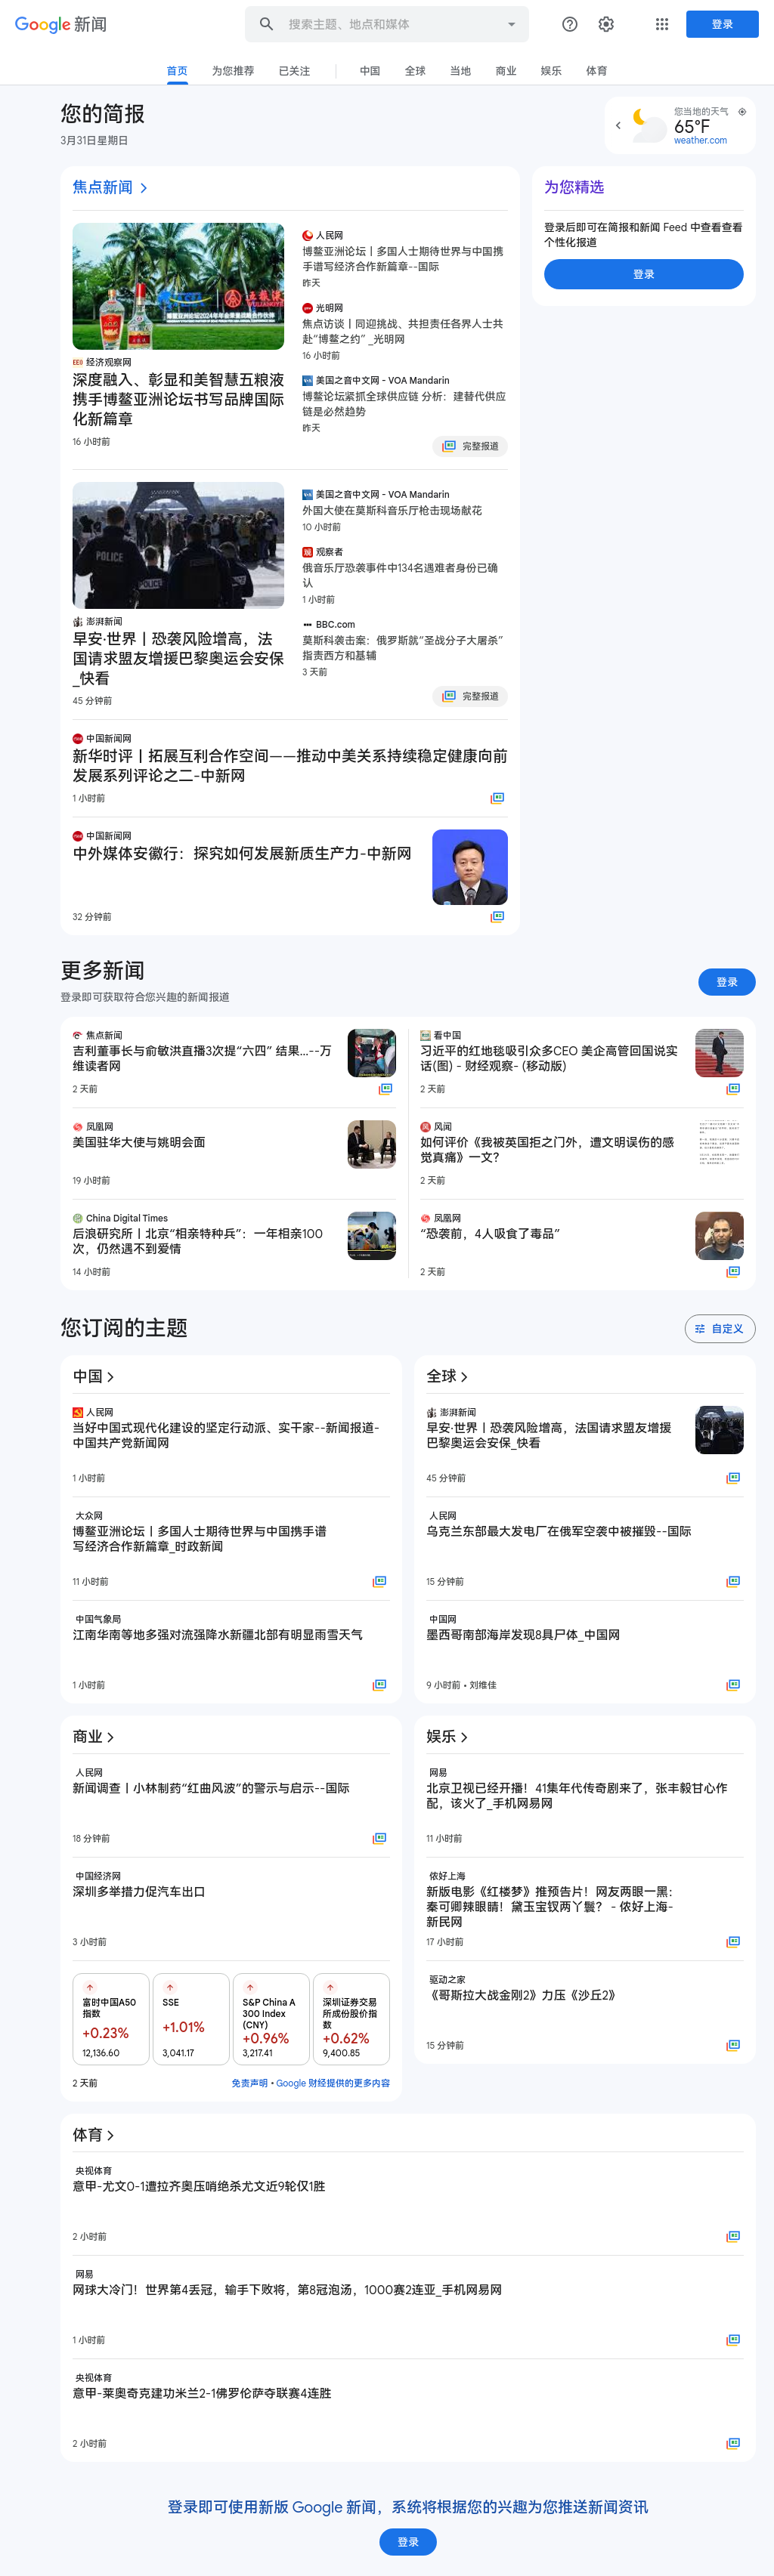 Google 新闻
搜索主题、地点和媒体
登录
首页
为您推荐
已关注
中国
全球
当地
商业
娱乐
体育
您的简报
3月31日星期日
您当地的天气
65°F
weather.com
焦点新闻
经济观察网
深度融入、彰显和美智慧五粮液
携手博鳌亚洲论坛书写品牌国际
化新篇章
16 小时前
人民网
博鳌亚洲论坛丨多国人士期待世界与中国携
手谱写经济合作新篇章--国际
昨天
光明网
焦点访谈丨同迎挑战、共担责任各界人士共
赴“博鳌之约” _光明网
16 小时前
美国之音中文网 - VOA Mandarin
博鳌论坛紧抓全球供应链 分析：建替代供应
链是必然趋势
昨天
完整报道
澎湃新闻
早安·世界丨恐袭风险增高，法
国请求盟友增援巴黎奥运会安保
_快看
45 分钟前
美国之音中文网 - VOA Mandarin
外国大使在莫斯科音乐厅枪击现场献花
10 小时前
观察者
俄音乐厅恐袭事件中134名遇难者身份已确
认
1 小时前
BBC.com
莫斯科袭击案：俄罗斯就“圣战分子大屠杀”
指责西方和基辅
3 天前
完整报道
中国新闻网
新华时评丨拓展互利合作空间——推动中美关系持续稳定健康向前
发展系列评论之二-中新网
1 小时前
中国新闻网
中外媒体安徽行：探究如何发展新质生产力-中新网
32 分钟前
为您精选
登录后即可在简报和新闻 Feed 中查看查看
个性化报道
登录
更多新闻
登录即可获取符合您兴趣的新闻报道
登录
焦点新闻
吉利董事长与俞敏洪直播3次提“六四” 结果...--万
维读者网
2 天前
看中国
习近平的红地毯吸引众多CEO 美企高管回国说实
话(图) - 财经观察- (移动版)
2 天前
凤凰网
美国驻华大使与姚明会面
19 小时前
风闻
如何评价《我被英国拒之门外，遭文明误伤的感
觉真痛》一文？
2 天前
China Digital Times
后浪研究所丨北京“相亲特种兵”：一年相亲100
次，仍然遇不到爱情
14 小时前
凤凰网
“恐袭前，4人吸食了毒品”
2 天前
您订阅的主题
自定义
中国
人民网
当好中国式现代化建设的坚定行动派、实干家--新闻报道-
中国共产党新闻网
1 小时前
大众网
博鳌亚洲论坛丨多国人士期待世界与中国携手谱
写经济合作新篇章_时政新闻
11 小时前
中国气象局
江南华南等地多强对流强降水新疆北部有明显雨雪天气
1 小时前
全球
澎湃新闻
早安·世界丨恐袭风险增高，法国请求盟友增援
巴黎奥运会安保_快看
45 分钟前
人民网
乌克兰东部最大发电厂在俄军空袭中被摧毁--国际
15 分钟前
中国网
墨西哥南部海岸发现8具尸体_中国网
9 小时前 • 刘维佳
商业
人民网
新闻调查丨小林制药“红曲风波”的警示与启示--国际
18 分钟前
中国经济网
深圳多举措力促汽车出口
3 小时前
富时中国A50
指数
+0.23%
12,136.60
SSE
+1.01%
3,041.17
S&P China A
300 Index
(CNY)
+0.96%
3,217.41
深圳证券交易
所成份股价指
数
+0.62%
9,400.85
2 天前
免责声明 • Google 财经提供的更多内容
娱乐
网易
北京卫视已经开播！41集年代传奇剧来了，张丰毅甘心作
配，该火了_手机网易网
11 小时前
侬好上海
新版电影《红楼梦》推预告片！网友两眼一黑：
秦可卿辣眼睛！黛玉宝钗两丫鬟？ - 侬好上海-
新民网
17 小时前
驱动之家
《哥斯拉大战金刚2》力压《沙丘2》
15 分钟前
体育
央视体育
意甲-尤文0-1遭拉齐奥压哨绝杀尤文近9轮仅1胜
2 小时前
网易
网球大冷门！世界第4丢冠，输手下败将，第8冠泡汤，1000赛2连亚_手机网易网
1 小时前
央视体育
意甲-莱奥奇克建功米兰2-1佛罗伦萨夺联赛4连胜
2 小时前
登录即可使用新版 Google 新闻，系统将根据您的兴趣为您推送新闻资讯
登录